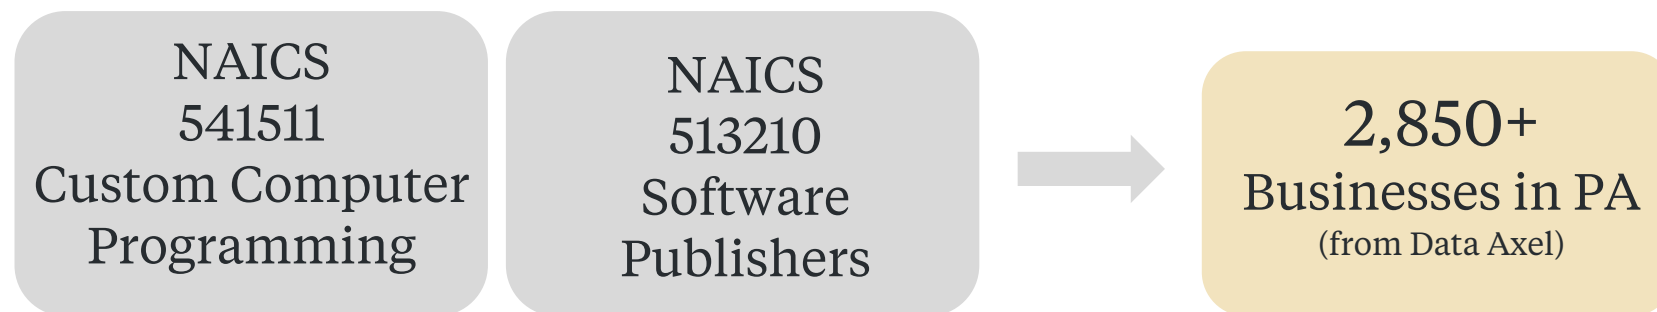 NAICS
541511
Custom Computer
Programming
NAICS
513210
Software
Publishers
2,850+
Businesses in PA
(from Data Axel)